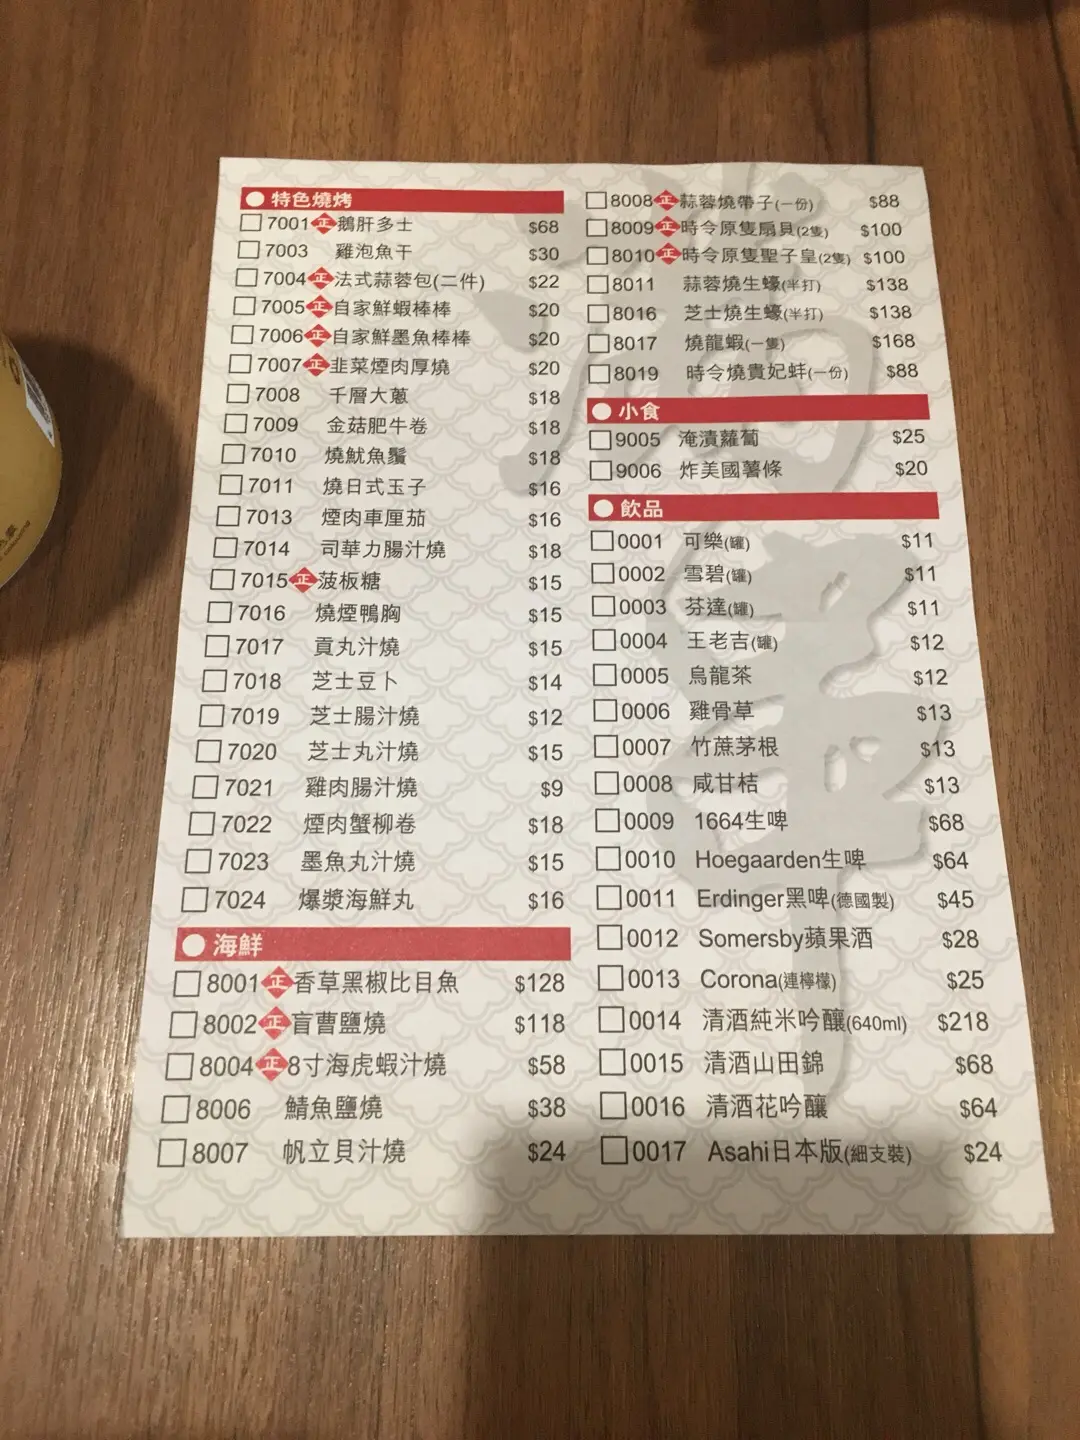 特色燒烤
7001 正 鵝肝多士 $68
7003 雞泡魚干 $30
7004 正 法式蒜蓉包(二件) $22
7005 正 自家鮮蝦棒棒 $20
7006 正 自家鮮墨魚棒棒 $20
7007 正 韭菜煙肉厚燒 $20
7008 千層大蔥 $18
7009 金菇肥牛卷 $18
7010 燒魷魚鬚 $18
7011 燒日式玉子 $16
7013 煙肉車厘茄 $16
7014 司華力腸汁燒 $18
7015 正 菠板糖 $15
7016 燒煙鴨胸 $15
7017 貢丸汁燒 $15
7018 芝士豆卜 $14
7019 芝士腸汁燒 $12
7020 芝士丸汁燒 $15
7021 雞肉腸汁燒 $9
7022 煙肉蟹柳卷 $18
7023 墨魚丸汁燒 $15
7024 爆漿海鮮丸 $16
海鮮
8001 正 香草黑椒比目魚 $128
8002 正 盲曹鹽燒 $118
8004 正 8寸海虎蝦汁燒 $58
8006 鯖魚鹽燒 $38
8007 帆立貝汁燒 $24
8008 正 蒜蓉燒帶子(一份) $88
8009 正 時令原隻扇貝(2隻) $100
8010 正 時令原隻聖子皇(2隻) $100
8011 蒜蓉燒生蠔(半打) $138
8016 芝士燒生蠔(半打) $138
8017 燒龍蝦(一隻) $168
8019 時令燒貴妃蚌(一份) $88
小食
9005 淹漬蘿蔔 $25
9006 炸美國薯條 $20
飲品
0001 可樂(罐) $11
0002 雪碧(罐) $11
0003 芬達(罐) $11
0004 王老吉(罐) $12
0005 烏龍茶 $12
0006 雞骨草 $13
0007 竹蔗茅根 $13
0008 咸甘桔 $13
0009 1664生啤 $68
0010 Hoegaarden生啤 $64
0011 Erdinger黑啤(德國製) $45
0012 Somersby蘋果酒 $28
0013 Corona(連檸檬) $25
0014 清酒純米吟釀(640ml) $218
0015 清酒山田錦 $68
0016 清酒花吟釀 $64
0017 Asahi日本版(細支裝) $24